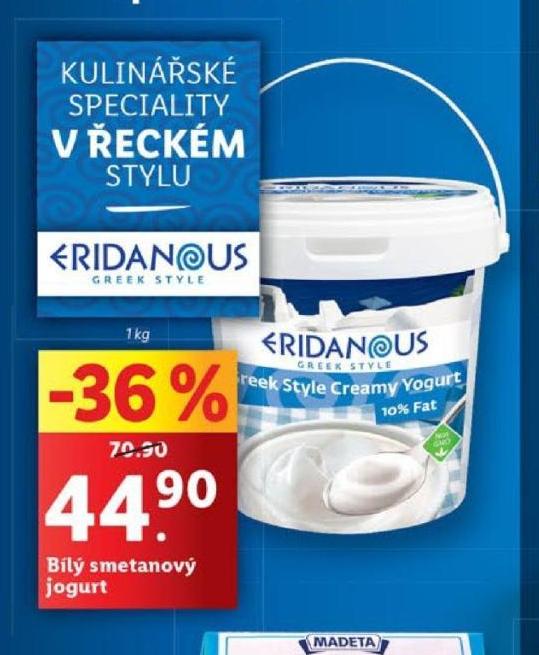 KULINÁŘSKÉ
SPECIALITY
V ŘECKÉM
STYLU
ERIDANOUS
GREEK STYLE
1 kg
-36 %
70.90
44.90
Bílý smetanový
jogurt
ERIDANOUS
GREEK STYLE
reek Style Creamy Yogurt
10% Fat
MADETA